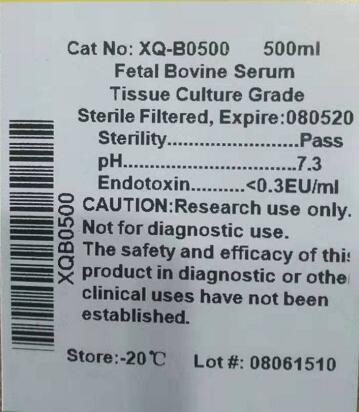 Cat No: XQ-B0500 500ml
Fetal Bovine Serum
Tissue Culture Grade
Sterile Filtered, Expire:080520
Sterility......................Pass
pH.............................7.3
Endotoxin..........<0.3EU/ml
CAUTION:Research use only.
Not for diagnostic use.
The safety and efficacy of this
product in diagnostic or othe
clinical uses have not been
established.
XQB0500
Store:-20℃ Lot #: 08061510